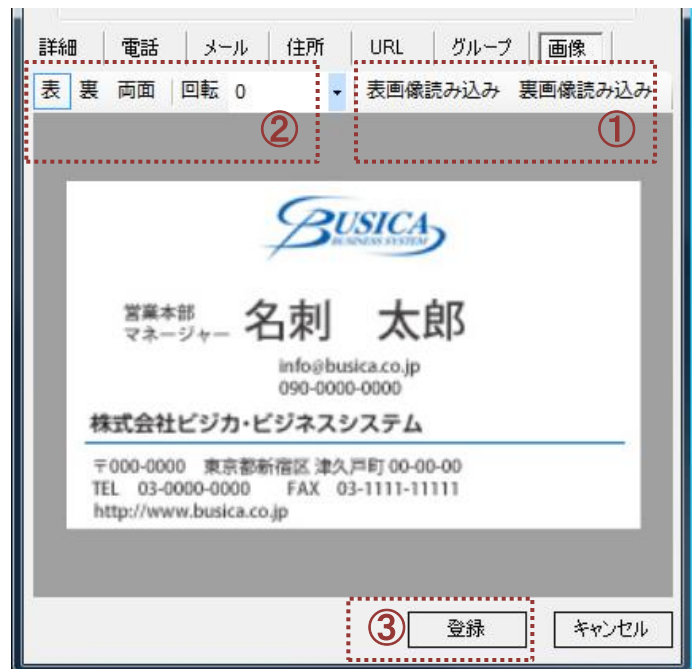 詳細 電話 メール 住所 URL グループ 画像
表 裏 両面 回転 0 表画像読み込み 裏画像読み込み
② ①
BUSICA
BUSINESS SYSTEM
営業本部
マネージャー 名刺 太郎
info@busica.co.jp
090-0000-0000
株式会社ビジカ・ビジネスシステム
〒000-0000 東京都新宿区 津久戸町 00-00-00
TEL 03-0000-0000 FAX 03-1111-11111
http://www.busica.co.jp
③ 登録 キャンセル